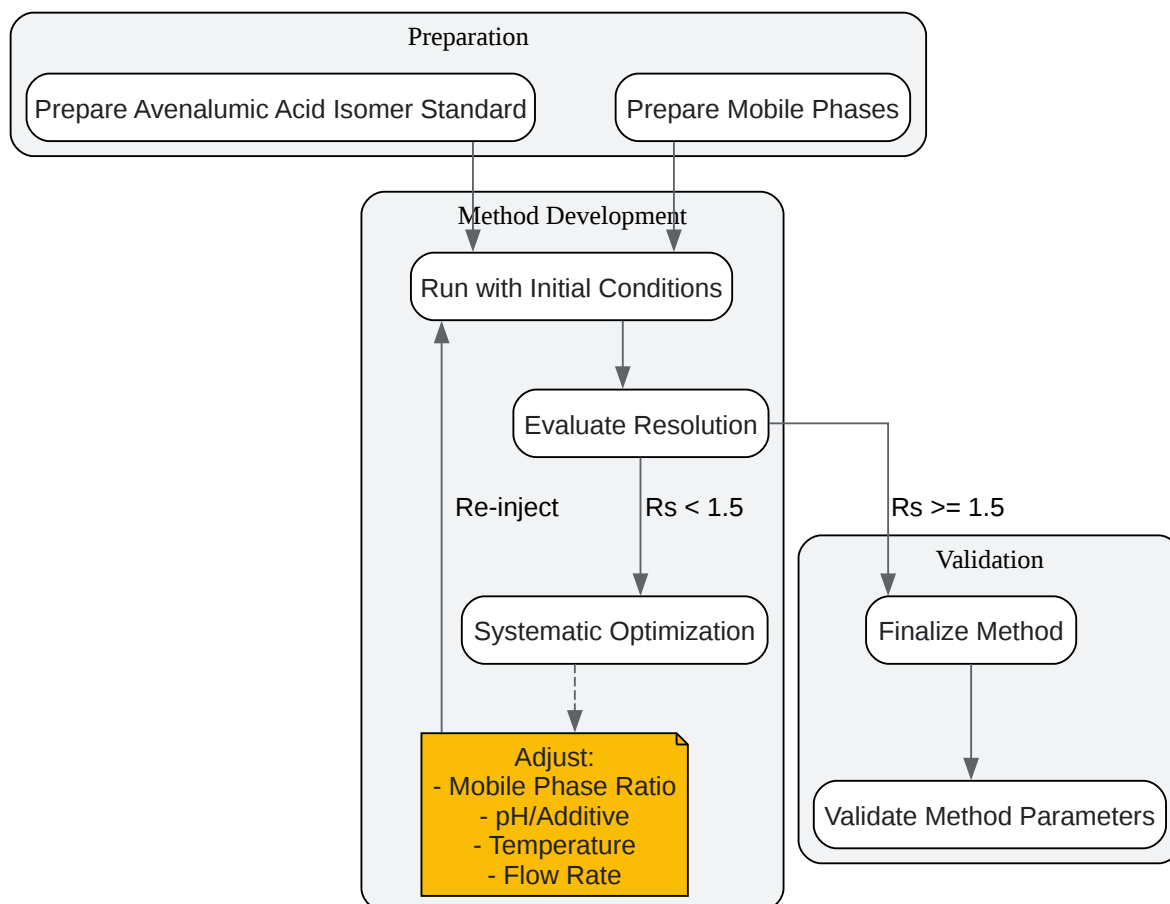 Preparation
Prepare Avenalumic Acid Isomer Standard
Prepare Mobile Phases
Method Development
Run with Initial Conditions
Evaluate Resolution
Re-inject
Rs < 1.5
Rs >= 1.5
Validation
Systematic Optimization
Finalize Method
Adjust:
- Mobile Phase Ratio
- pH/Additive
- Temperature
- Flow Rate
Validate Method Parameters